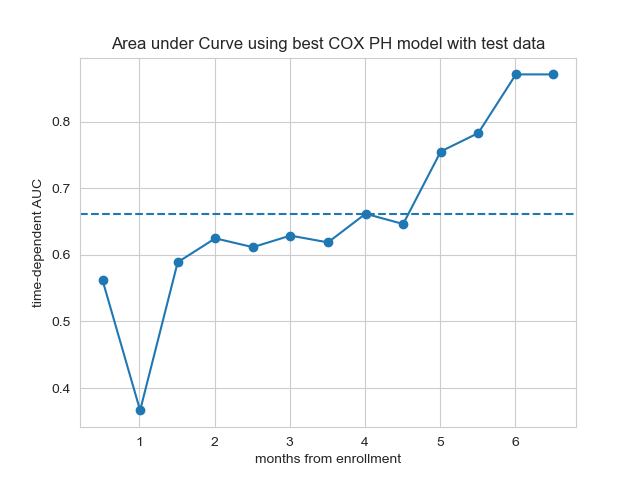 Area under Curve using best COX PH model with test data
time-dependent AUC
0.8
0.7
0.6
0.5
0.4
1 2 3 4 5 6
months from enrollment